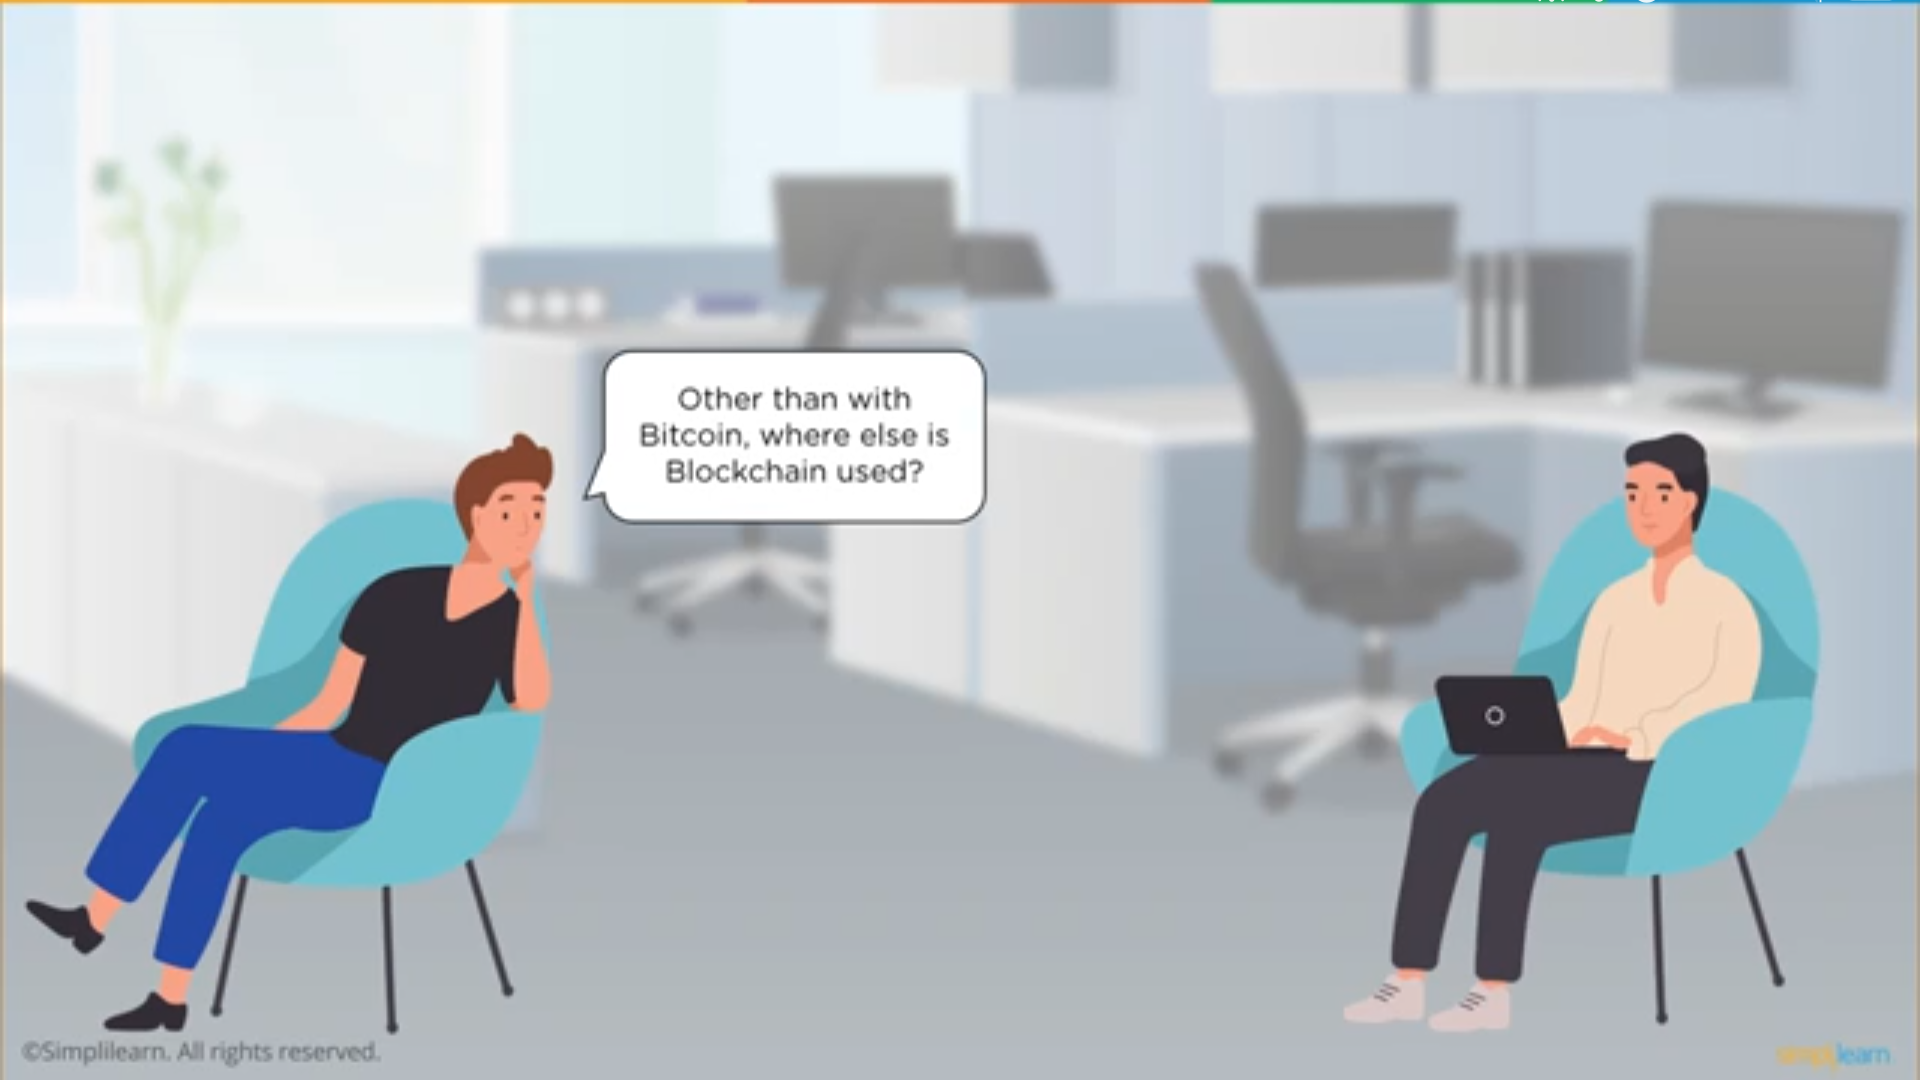 Other than with
Bitcoin, where else is
Blockchain used?
©Simplilearn. All rights reserved.
simplilearn